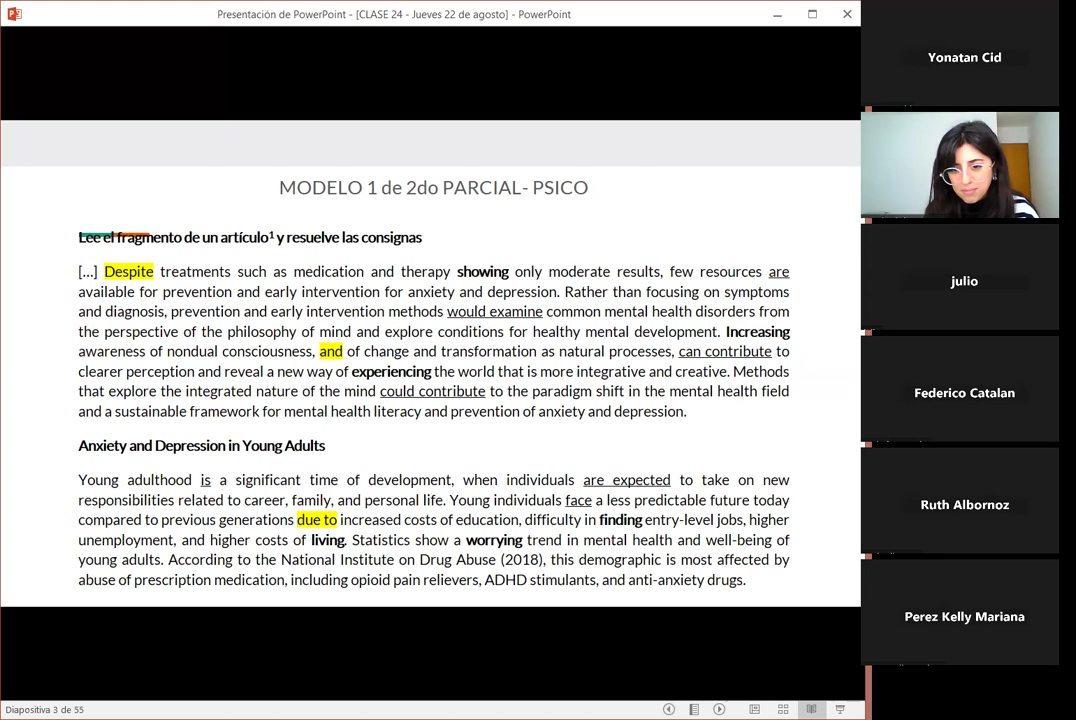 Presentación de PowerPoint - [CLASE 24 - Jueves 22 de agosto] - PowerPoint
MODELO 1 de 2do PARCIAL- PSICO
Lee el fragmento de un artículo¹ y resuelve las consignas
[...] Despite treatments such as medication and therapy showing only moderate results, few resources are
available for prevention and early intervention for anxiety and depression. Rather than focusing on symptoms
and diagnosis, prevention and early intervention methods would examine common mental health disorders from
the perspective of the philosophy of mind and explore conditions for healthy mental development. Increasing
awareness of nondual consciousness, and of change and transformation as natural processes, can contribute to
clearer perception and reveal a new way of experiencing the world that is more integrative and creative. Methods
that explore the integrated nature of the mind could contribute to the paradigm shift in the mental health field
and a sustainable framework for mental health literacy and prevention of anxiety and depression.
Anxiety and Depression in Young Adults
Young adulthood is a significant time of development, when individuals are expected to take on new
responsibilities related to career, family, and personal life. Young individuals face a less predictable future today
compared to previous generations due to increased costs of education, difficulty in finding entry-level jobs, higher
unemployment, and higher costs of living. Statistics show a worrying trend in mental health and well-being of
young adults. According to the National Institute on Drug Abuse (2018), this demographic is most affected by
abuse of prescription medication, including opioid pain relievers, ADHD stimulants, and anti-anxiety drugs.
Diapositiva 3 de 55
Yonatan Cid
julio
Federico Catalan
Ruth Albornoz
Perez Kelly Mariana